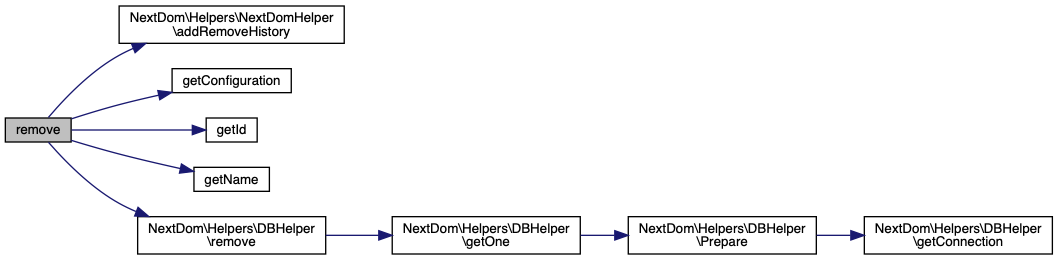 NextDom\Helpers\NextDomHelper
\addRemoveHistory
getConfiguration
remove
getId
getName
NextDom\Helpers\DBHelper
\remove
NextDom\Helpers\DBHelper
\getOne
NextDom\Helpers\DBHelper
\Prepare
NextDom\Helpers\DBHelper
\getConnection